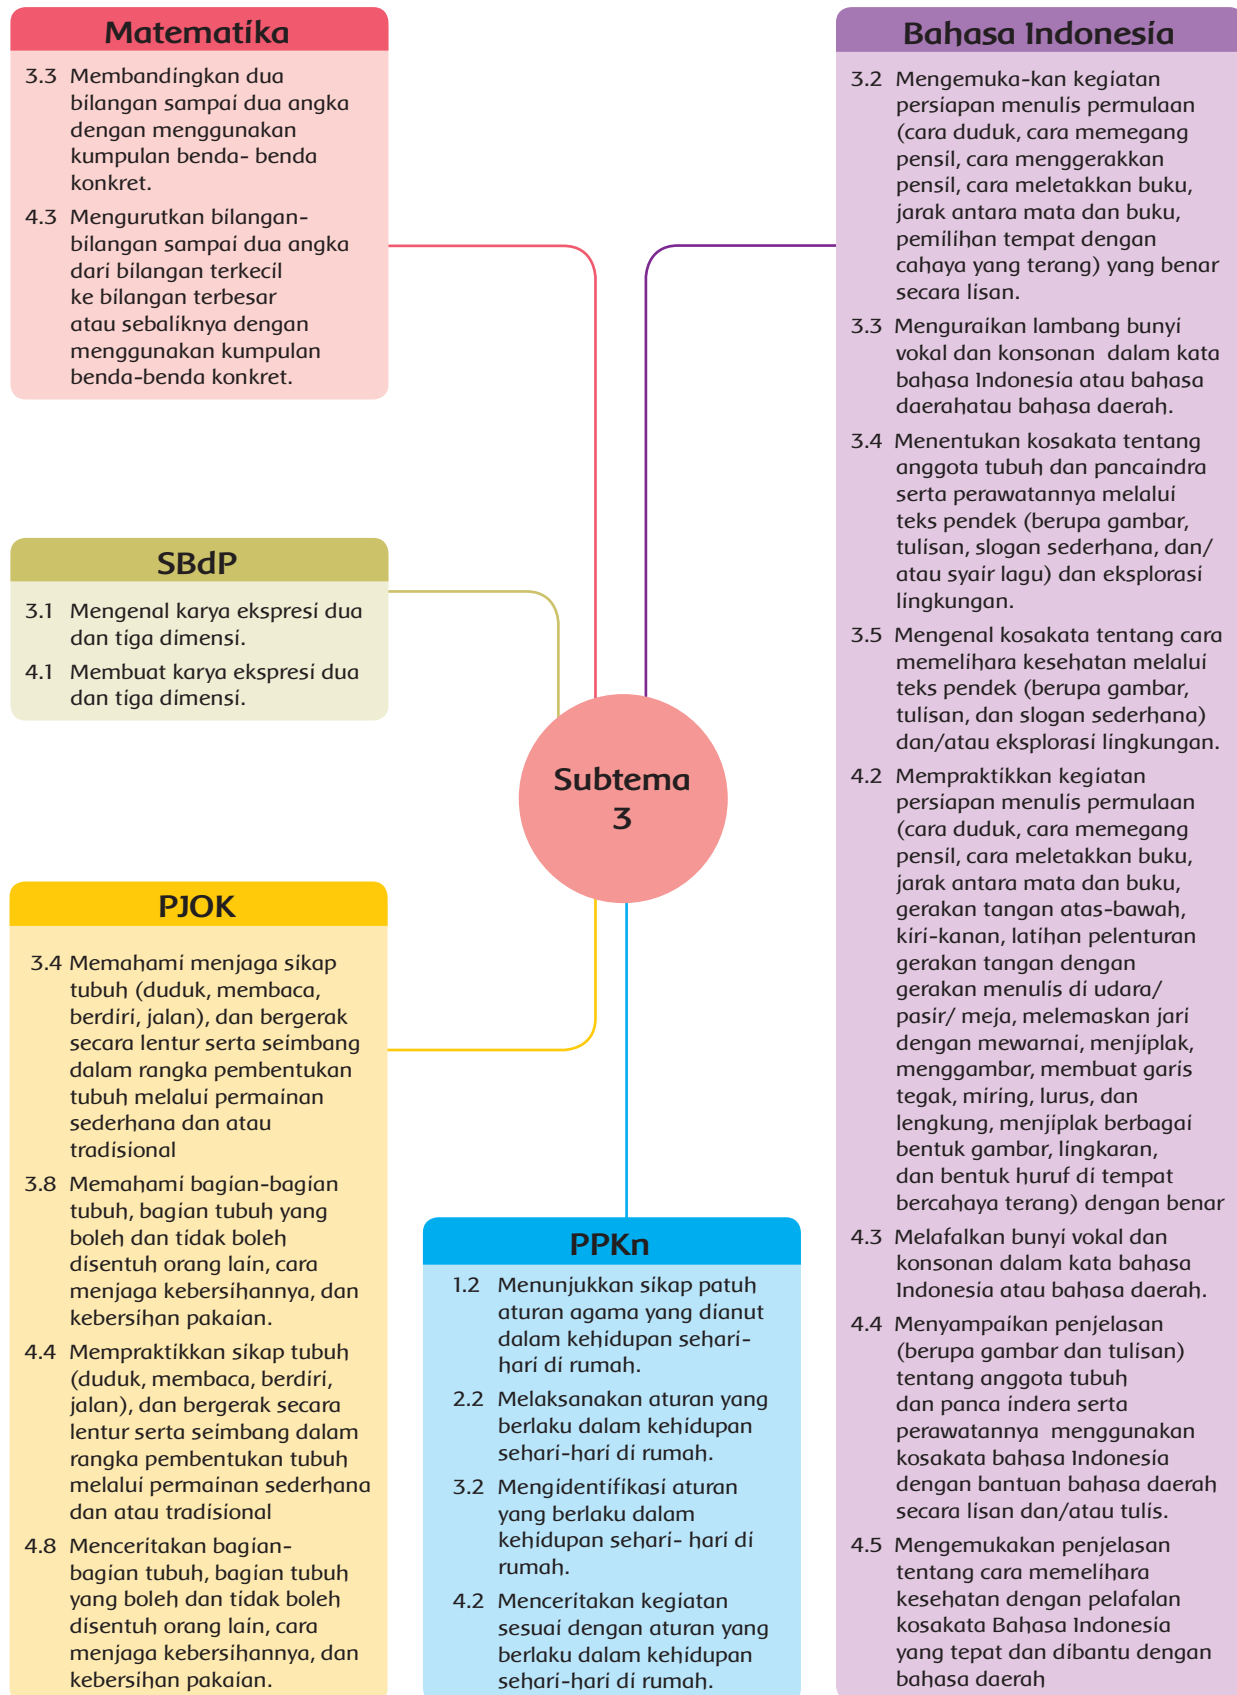 Matematika
3.3 Membandingkan dua
bilangan sampai dua angka
dengan menggunakan
kumpulan benda- benda
konkret.
4.3 Mengurutkan bilangan-
bilangan sampai dua angka
dari bilangan terkecil
ke bilangan terbesar
atau sebaliknya dengan
menggunakan kumpulan
benda-benda konkret.
SBdP
3.1 Mengenal karya ekspresi dua
dan tiga dimensi.
4.1 Membuat karya ekspresi dua
dan tiga dimensi.
Subtema
3
PJOK
3.4 Memahami menjaga sikap
tubuh (duduk, membaca,
berdiri, jalan), dan bergerak
secara lentur serta seimbang
dalam rangka pembentukan
tubuh melalui permainan
sederhana dan atau
tradisional
3.8 Memahami bagian-bagian
tubuh, bagian tubuh yang
boleh dan tidak boleh
disentuh orang lain, cara
menjaga kebersihannya, dan
kebersihan pakaian.
4.4 Mempraktikkan sikap tubuh
(duduk, membaca, berdiri,
jalan), dan bergerak secara
lentur serta seimbang dalam
rangka pembentukan tubuh
melalui permainan sederhana
dan atau tradisional
4.8 Menceritakan bagian-
bagian tubuh, bagian tubuh
yang boleh dan tidak boleh
disentuh orang lain, cara
menjaga kebersihannya, dan
kebersihan pakaian.
PPKn
1.2 Menunjukkan sikap patuh
aturan agama yang dianut
dalam kehidupan sehari-
hari di rumah.
2.2 Melaksanakan aturan yang
berlaku dalam kehidupan
sehari-hari di rumah.
3.2 Mengidentifikasi aturan
yang berlaku dalam
kehidupan sehari- hari di
rumah.
4.2 Menceritakan kegiatan
sesuai dengan aturan yang
berlaku dalam kehidupan
sehari-hari di rumah.
Bahasa Indonesia
3.2 Mengemuka-kan kegiatan
persiapan menulis permulaan
(cara duduk, cara memegang
pensil, cara menggerakkan
pensil, cara meletakkan buku,
jarak antara mata dan buku,
pemilihan tempat dengan
cahaya yang terang) yang benar
secara lisan.
3.3 Menguraikan lambang bunyi
vokal dan konsonan dalam kata
bahasa Indonesia atau bahasa
daerahatau bahasa daerah.
3.4 Menentukan kosakata tentang
anggota tubuh dan pancaindra
serta perawatannya melalui
teks pendek (berupa gambar,
tulisan, slogan sederhana, dan/
atau syair lagu) dan eksplorasi
lingkungan.
3.5 Mengenal kosakata tentang cara
memelihara kesehatan melalui
teks pendek (berupa gambar,
tulisan, dan slogan sederhana)
dan/atau eksplorasi lingkungan.
4.2 Mempraktikkan kegiatan
persiapan menulis permulaan
(cara duduk, cara memegang
pensil, cara meletakkan buku,
jarak antara mata dan buku,
gerakan tangan atas-bawah,
kiri-kanan, latihan pelenturan
gerakan tangan dengan
gerakan menulis di udara/
pasir/ meja, melemaskan jari
dengan mewarnai, menjiplak,
menggambar, membuat garis
tegak, miring, lurus, dan
lengkung, menjiplak berbagai
bentuk gambar, lingkaran,
dan bentuk huruf di tempat
bercahaya terang) dengan benar
4.3 Melafalkan bunyi vokal dan
konsonan dalam kata bahasa
Indonesia atau bahasa daerah.
4.4 Menyampaikan penjelasan
(berupa gambar dan tulisan)
tentang anggota tubuh
dan panca indera serta
perawatannya menggunakan
kosakata bahasa Indonesia
dengan bantuan bahasa daerah
secara lisan dan/atau tulis.
4.5 Mengemukakan penjelasan
tentang cara memelihara
kesehatan dengan pelafalan
kosakata Bahasa Indonesia
yang tepat dan dibantu dengan
bahasa daerah